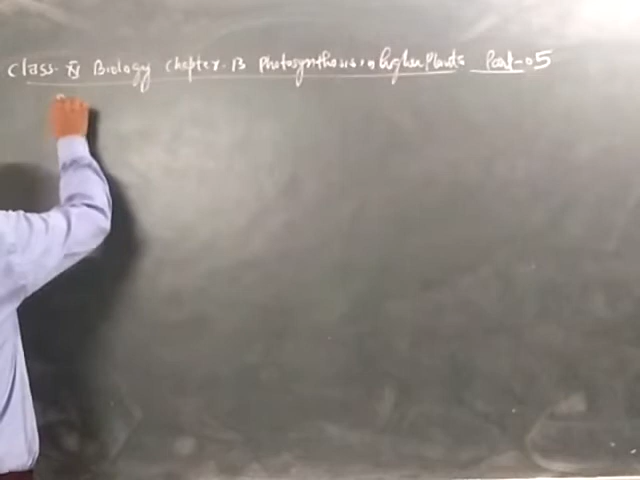 Class - XI Biology Chapter. 13 Photosynthesis in higher Plants Part-05